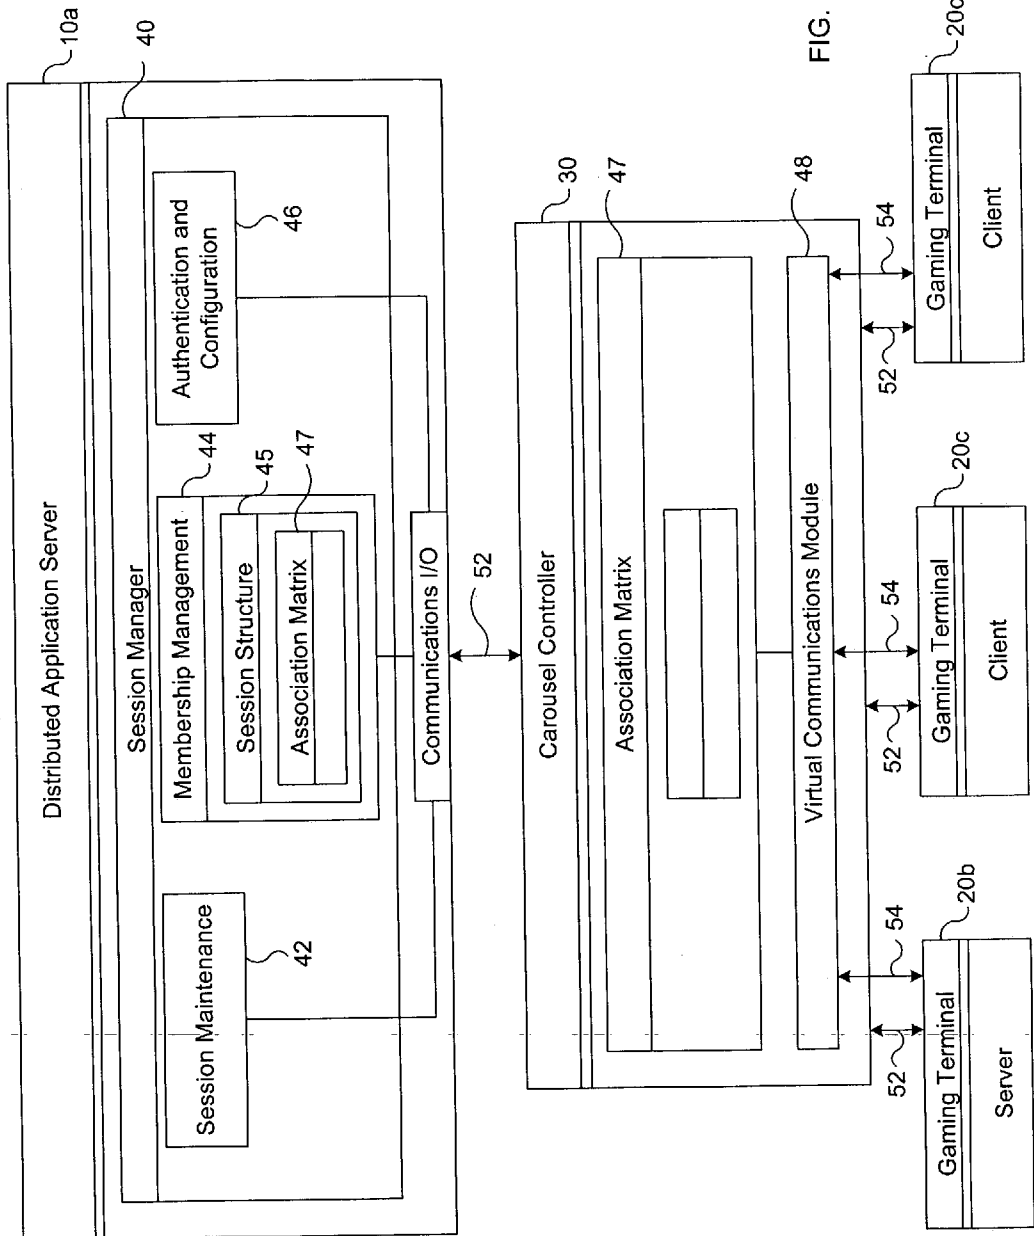 Distributed Application Server
10a
Session Manager
40
Session Maintenance
42
Membership Management
44
Session Structure
45
Association Matrix
47
Authentication and
Configuration
46
Communications I/O
52
Carousel Controller
30
Association Matrix
47
Virtual Communications Module
48
FIG.
52
54
52
54
52
54
Gaming Terminal
Server
20b
Gaming Terminal
Client
20c
Gaming Terminal
Client
20c